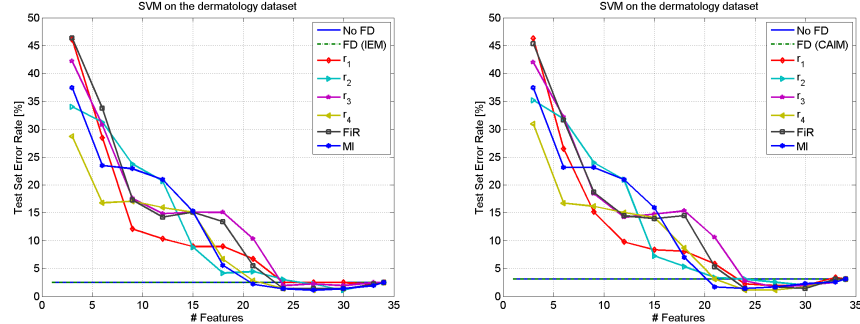 SVM on the dermatology dataset
Test Set Error Rate [%]
50
45
40
35
30
25
20
15
10
5
0
0 5 10 15 20 25 30 35
# Features
No FD
FD (IEM)
r1
r2
r3
r4
FiR
MI
SVM on the dermatology dataset
Test Set Error Rate [%]
50
45
40
35
30
25
20
15
10
5
0
0 5 10 15 20 25 30 35
# Features
No FD
FD (CAIM)
r1
r2
r3
r4
FiR
MI